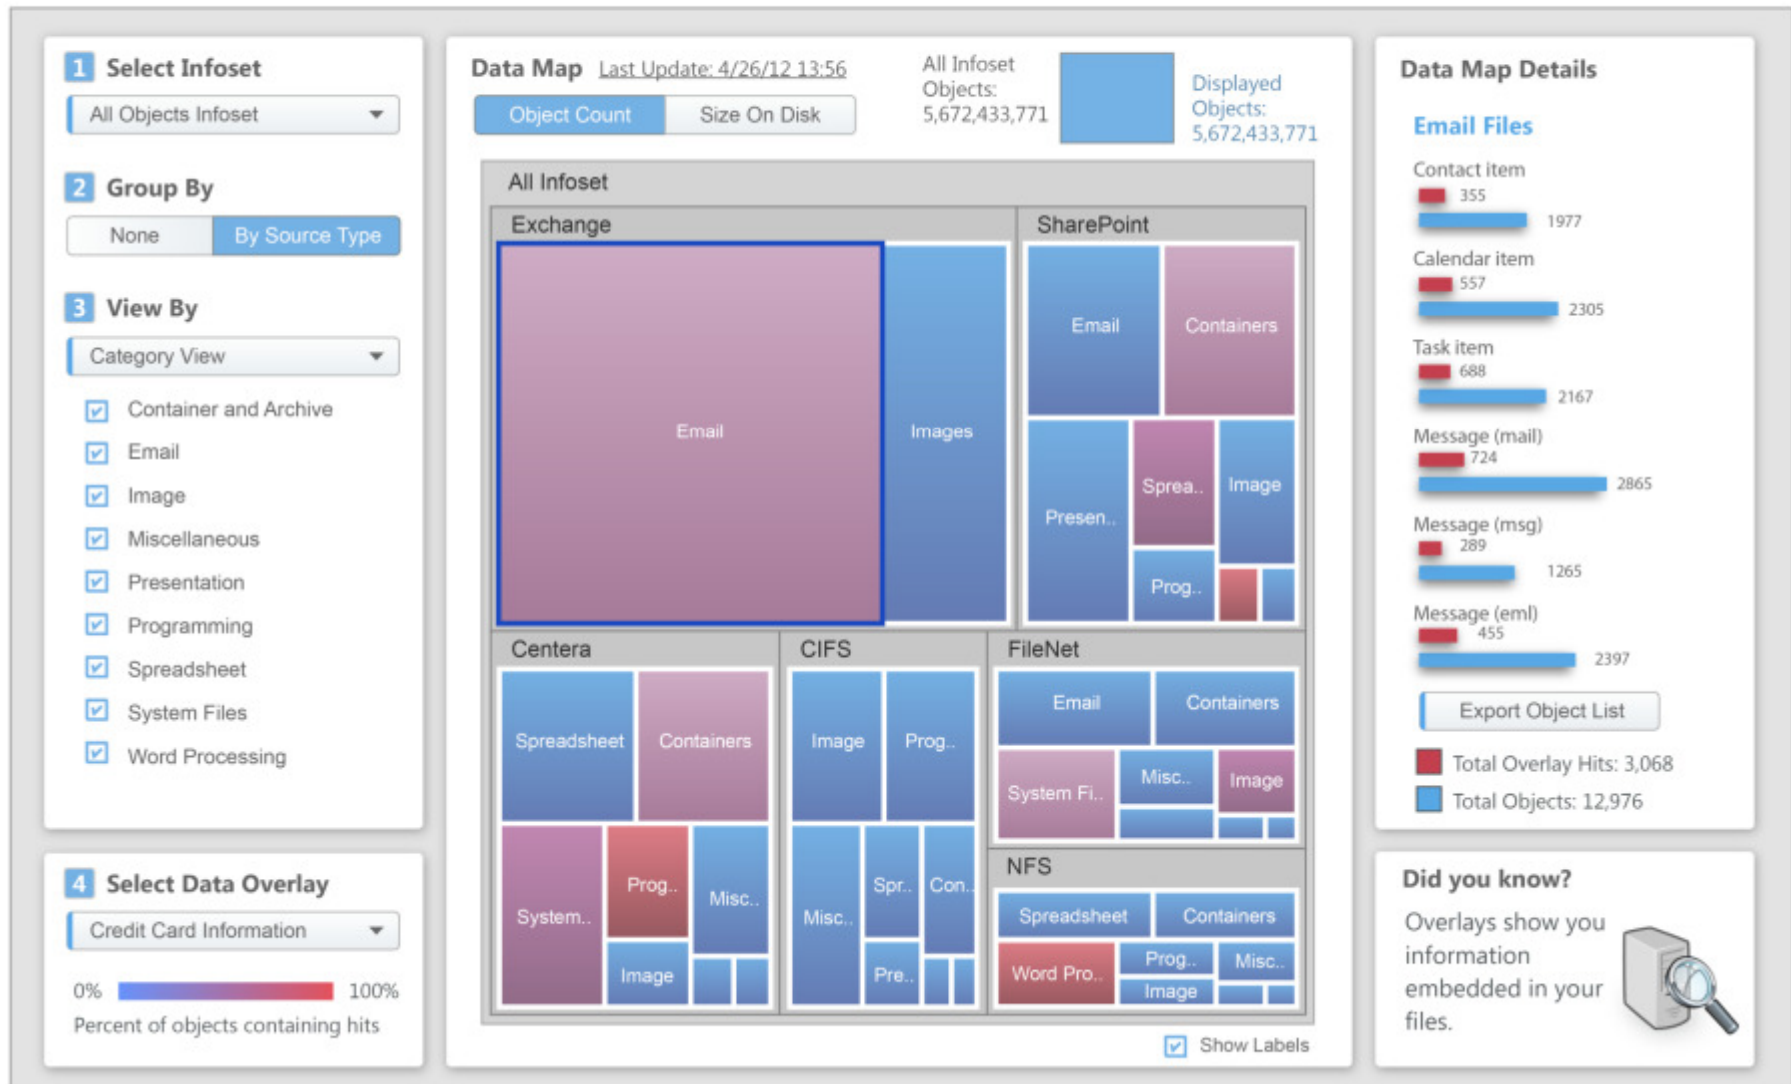 1 Select Infoset
All Objects Infoset
2 Group By
None By Source Type
3 View By
Category View
Container and Archive
Email
Image
Miscellaneous
Presentation
Programming
Spreadsheet
System Files
Word Processing
4 Select Data Overlay
Credit Card Information
0% 100%
Percent of objects containing hits
Data Map Last Update: 4/26/12 13:56
Object Count Size On Disk
All Infoset
Objects:
5,672,433,771
Displayed
Objects:
5,672,433,771
All Infoset
Exchange
Email
Images
SharePoint
Email
Containers
Presen..
Sprea..
Image
Prog..
Centera
Spreadsheet
Containers
System..
Prog..
Misc..
Image
CIFS
Image
Prog..
Misc..
Spr..
Con..
Pre..
FileNet
Email
Containers
System Fi..
Misc..
Image
NFS
Spreadsheet
Containers
Word Pro..
Prog..
Misc..
Image
Show Labels
Data Map Details
Email Files
Contact item
355
1977
Calendar item
557
2305
Task item
688
2167
Message (mail)
724
2865
Message (msg)
289
1265
Message (eml)
455
2397
Export Object List
Total Overlay Hits: 3,068
Total Objects: 12,976
Did you know?
Overlays show you
information
embedded in your
files.